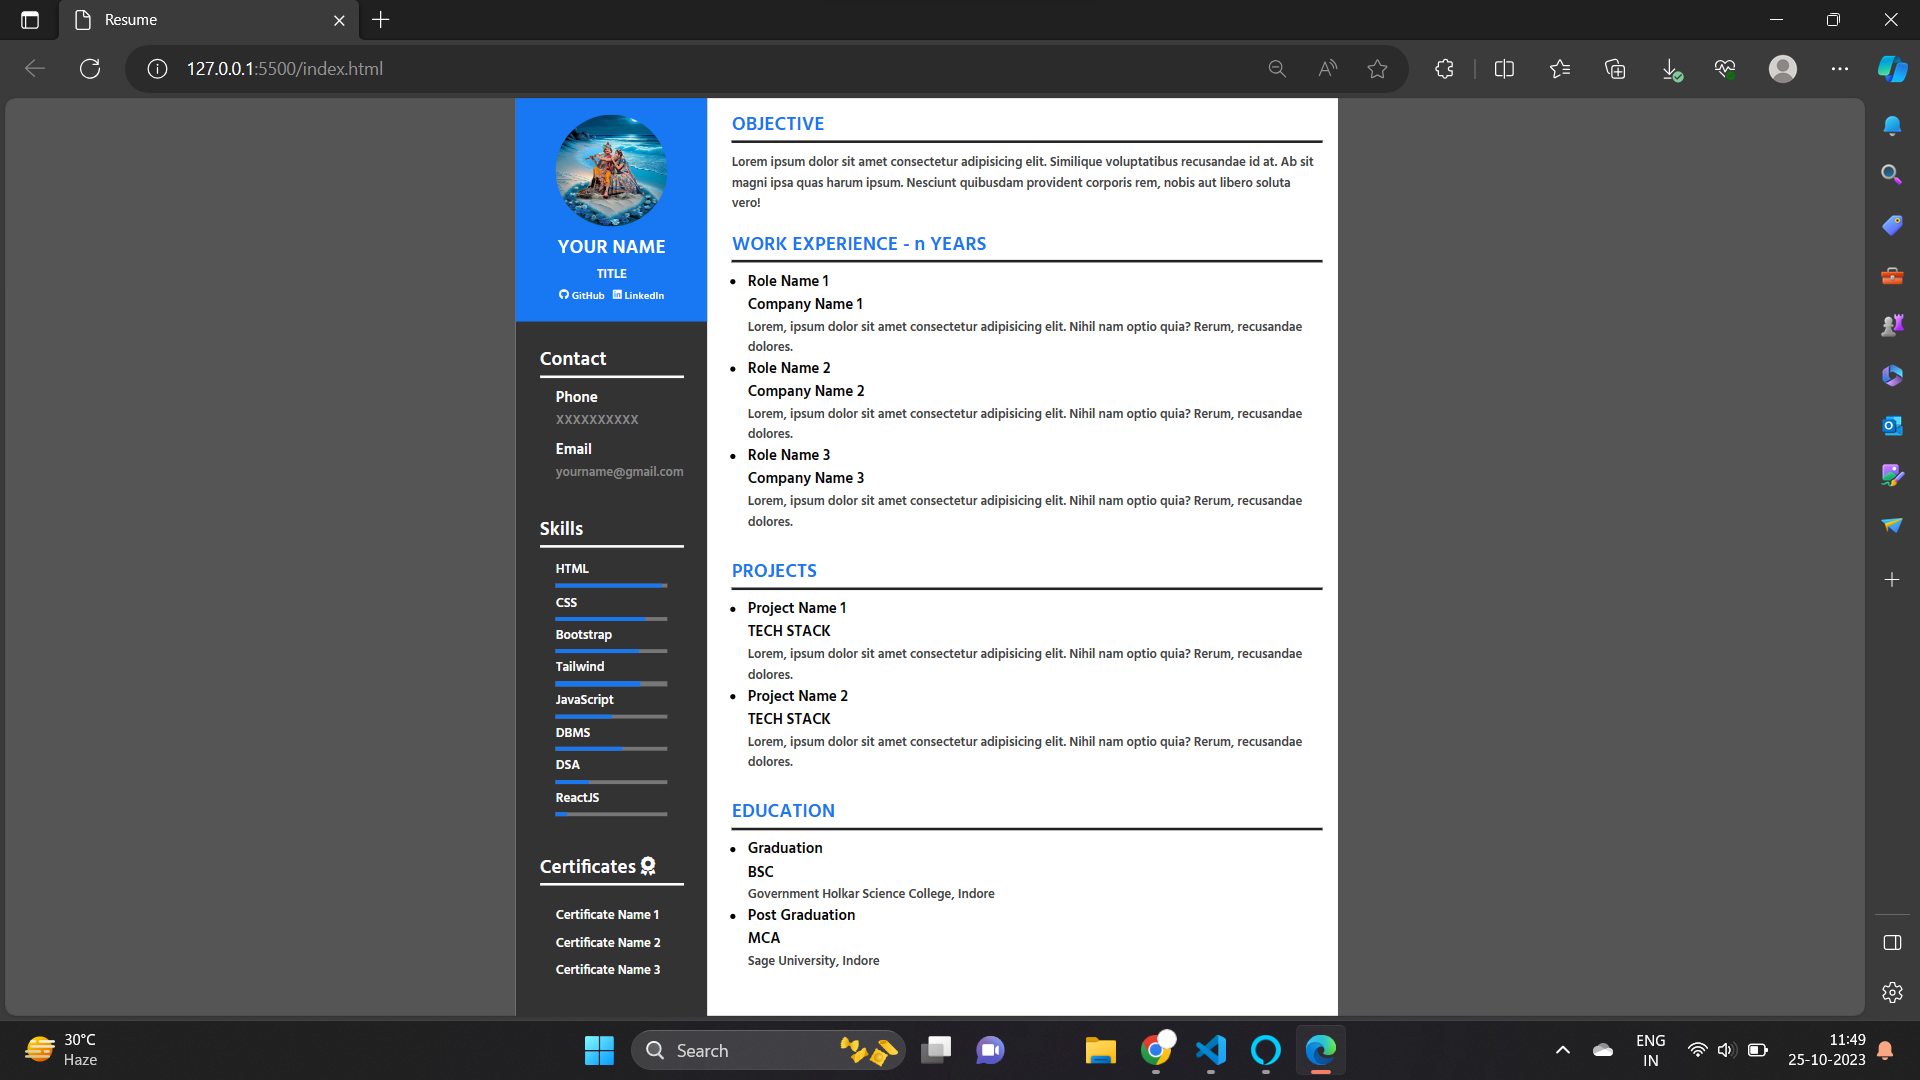 Resume
127.0.0.1:5500/index.html
YOUR NAME
TITLE
GitHub LinkedIn
Contact
Phone
XXXXXXXXXX
Email
yourname@gmail.com
Skills
HTML
CSS
Bootstrap
Tailwind
JavaScript
DBMS
DSA
ReactJS
Certificates
Certificate Name 1
Certificate Name 2
Certificate Name 3
OBJECTIVE
Lorem ipsum dolor sit amet consectetur adipisicing elit. Similique voluptatibus recusandae id at. Ab sit
magni ipsa quas harum ipsum. Nesciunt quibusdam provident corporis rem, nobis aut libero soluta
vero!
WORK EXPERIENCE - n YEARS
Role Name 1
Company Name 1
Lorem, ipsum dolor sit amet consectetur adipisicing elit. Nihil nam optio quia? Rerum, recusandae
dolores.
Role Name 2
Company Name 2
Lorem, ipsum dolor sit amet consectetur adipisicing elit. Nihil nam optio quia? Rerum, recusandae
dolores.
Role Name 3
Company Name 3
Lorem, ipsum dolor sit amet consectetur adipisicing elit. Nihil nam optio quia? Rerum, recusandae
dolores.
PROJECTS
Project Name 1
TECH STACK
Lorem, ipsum dolor sit amet consectetur adipisicing elit. Nihil nam optio quia? Rerum, recusandae
dolores.
Project Name 2
TECH STACK
Lorem, ipsum dolor sit amet consectetur adipisicing elit. Nihil nam optio quia? Rerum, recusandae
dolores.
EDUCATION
Graduation
BSC
Government Holkar Science College, Indore
Post Graduation
MCA
Sage University, Indore
30°C
Haze
Search
ENG
IN
11:49
25-10-2023